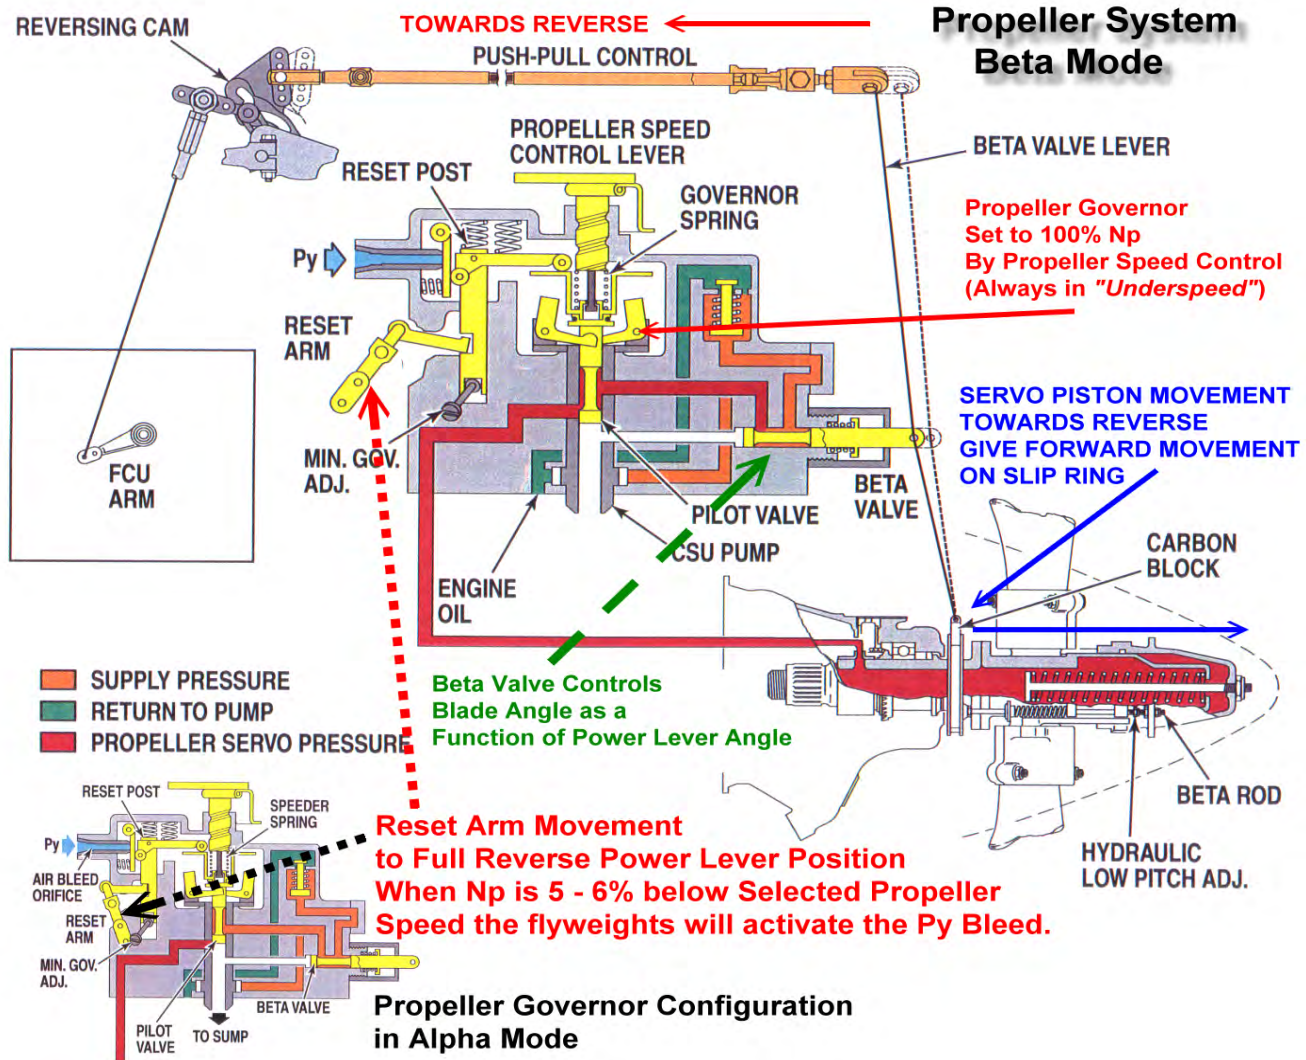 Propeller System
Beta Mode
TOWARDS REVERSE
REVERSING CAM
PUSH-PULL CONTROL
PROPELLER SPEED
CONTROL LEVER
BETA VALVE LEVER
RESET POST
GOVERNOR
SPRING
Propeller Governor
Set to 100% Np
By Propeller Speed Control
(Always in "Underspeed")
Py
RESET
ARM
SERVO PISTON MOVEMENT
TOWARDS REVERSE
GIVE FORWARD MOVEMENT
ON SLIP RING
MIN. GOV.
ADJ.
FCU
ARM
BETA
VALVE
PILOT VALVE
CSU PUMP
CARBON
BLOCK
ENGINE
OIL
SUPPLY PRESSURE
RETURN TO PUMP
PROPELLER SERVO PRESSURE
Beta Valve Controls
Blade Angle as a
Function of Power Lever Angle
BETA ROD
HYDRAULIC
LOW PITCH ADJ.
RESET POST
SPEEDER
SPRING
Py
AIR BLEED
ORIFICE
RESET
ARM
MIN. GOV.
ADJ.
PILOT
VALVE
TO SUMP
BETA VALVE
Reset Arm Movement
to Full Reverse Power Lever Position
When Np is 5 - 6% below Selected Propeller
Speed the flyweights will activate the Py Bleed.
Propeller Governor Configuration
in Alpha Mode